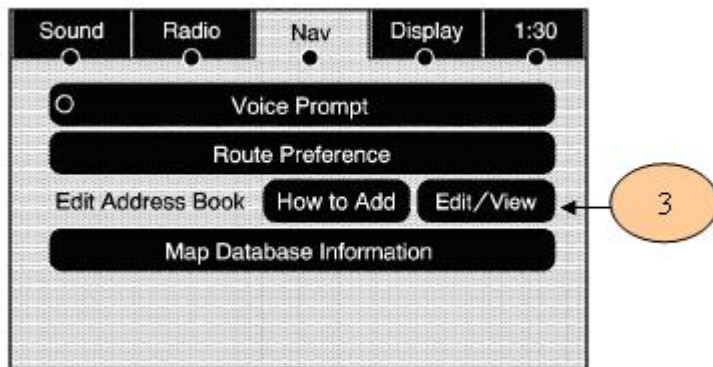 Sound Radio Nav Display 1:30
Voice Prompt
Route Preference
Edit Address Book How to Add Edit/View
3
Map Database Information